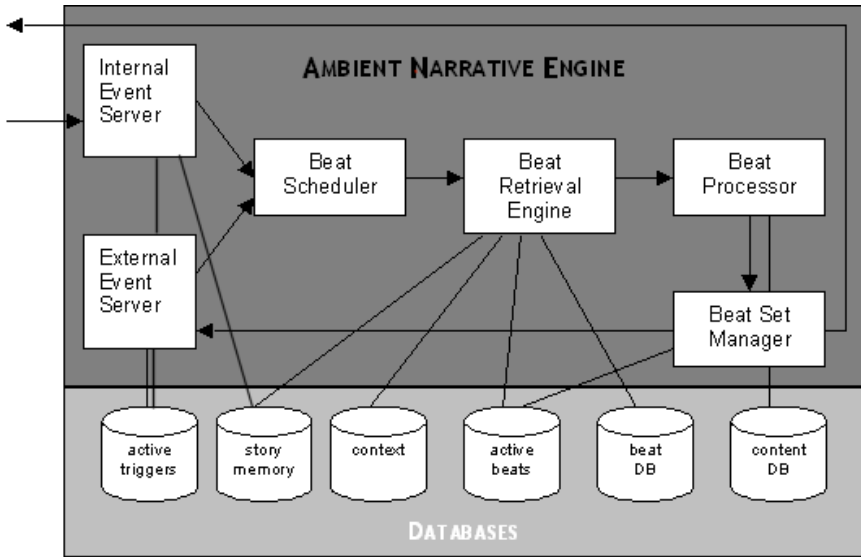 AMBIENT NARRATIVE ENGINE
Internal
Event
Server
Beat
Scheduler
Beat
Retrieval
Engine
Beat
Processor
External
Event
Server
Beat Set
Manager
active
triggers
story
memory
context
active
beats
beat
DB
content
DB
DATABASES